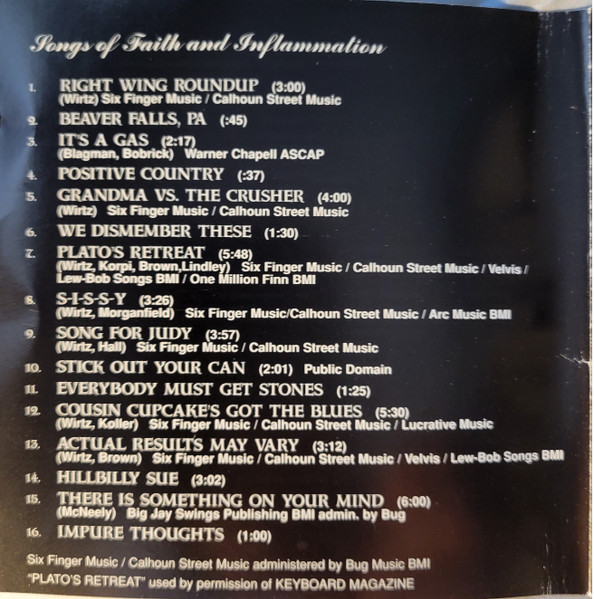 Songs of Faith and Inflammation
1. RIGHT WING ROUNDUP (3:00)
(Wirtz) Six Finger Music / Calhoun Street Music
2. BEAVER FALLS, PA (:45)
3. IT'S A GAS (2:17)
(Blagman, Bobrick) Warner Chapell ASCAP
4. POSITIVE COUNTRY (:37)
5. GRANDMA VS. THE CRUSHER (4:00)
(Wirtz) Six Finger Music / Calhoun Street Music
6. WE DISMEMBER THESE (1:30)
7. PLATO'S RETREAT (5:48)
(Wirtz, Korpi, Brown,Lindley) Six Finger Music / Calhoun Street Music / Velvis /
Lew-Bob Songs BMI / One Million Finn BMI
8. S-I-S-S-Y (3:26)
(Wirtz, Morganfield) Six Finger Music/Calhoun Street Music / Arc Music BMI
9. SONG FOR JUDY (3:57)
(Wirtz, Hall) Six Finger Music / Calhoun Street Music
10. STICK OUT YOUR CAN (2:01) Public Domain
11. EVERYBODY MUST GET STONES (1:25)
12. COUSIN CUPCAKE'S GOT THE BLUES (5:30)
(Wirtz, Koller) Six Finger Music / Calhoun Street Music / Lucrative Music
13. ACTUAL RESULTS MAY VARY (3:12)
(Wirtz, Brown) Six Finger Music / Calhoun Street Music / Velvis / Lew-Bob Songs BMI
14. HILLBILLY SUE (3:02)
15. THERE IS SOMETHING ON YOUR MIND (6:00)
(McNeely) Big Jay Swings Publishing BMI admin. by Bug
16. IMPURE THOUGHTS (1:00)
Six Finger Music / Calhoun Street Music administered by Bug Music BMI
"PLATO'S RETREAT" used by permission of KEYBOARD MAGAZINE